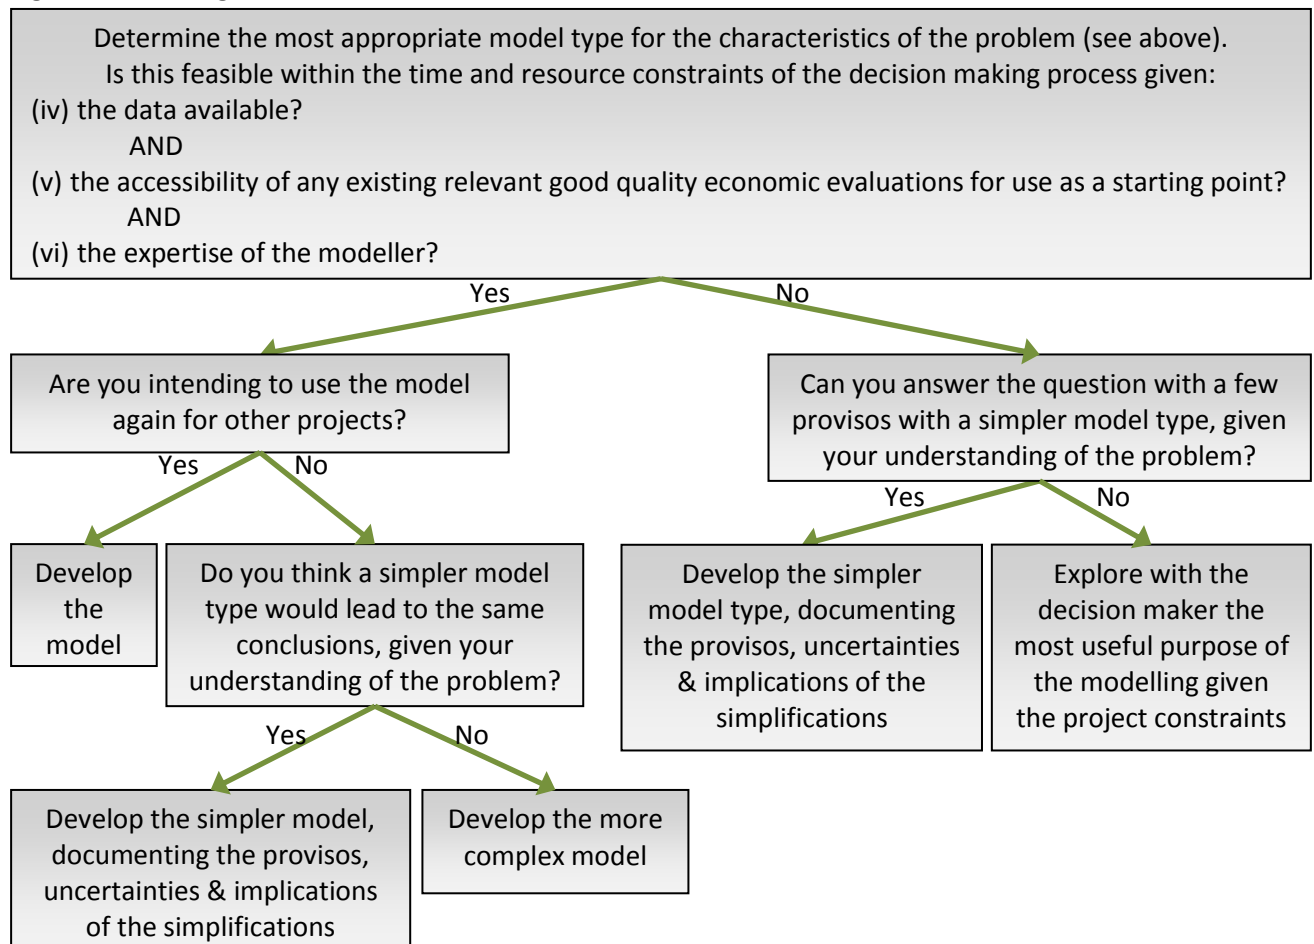 Determine the most appropriate model type for the characteristics of the problem (see above).
Is this feasible within the time and resource constraints of the decision making process given:
(iv) the data available?
AND
(v) the accessibility of any existing relevant good quality economic evaluations for use as a starting point?
AND
(vi) the expertise of the modeller?
Yes
No
Are you intending to use the model
again for other projects?
Can you answer the question with a few
provisos with a simpler model type, given
your understanding of the problem?
Yes
No
Yes
No
Develop
the
model
Do you think a simpler model
type would lead to the same
conclusions, given your
understanding of the problem?
Develop the simpler
model type, documenting
the provisos, uncertainties
& implications of the
simplifications
Explore with the
decision maker the
most useful purpose of
the modelling given
the project constraints
Yes
No
Develop the simpler model,
documenting the provisos,
uncertainties & implications
of the simplifications
Develop the more
complex model